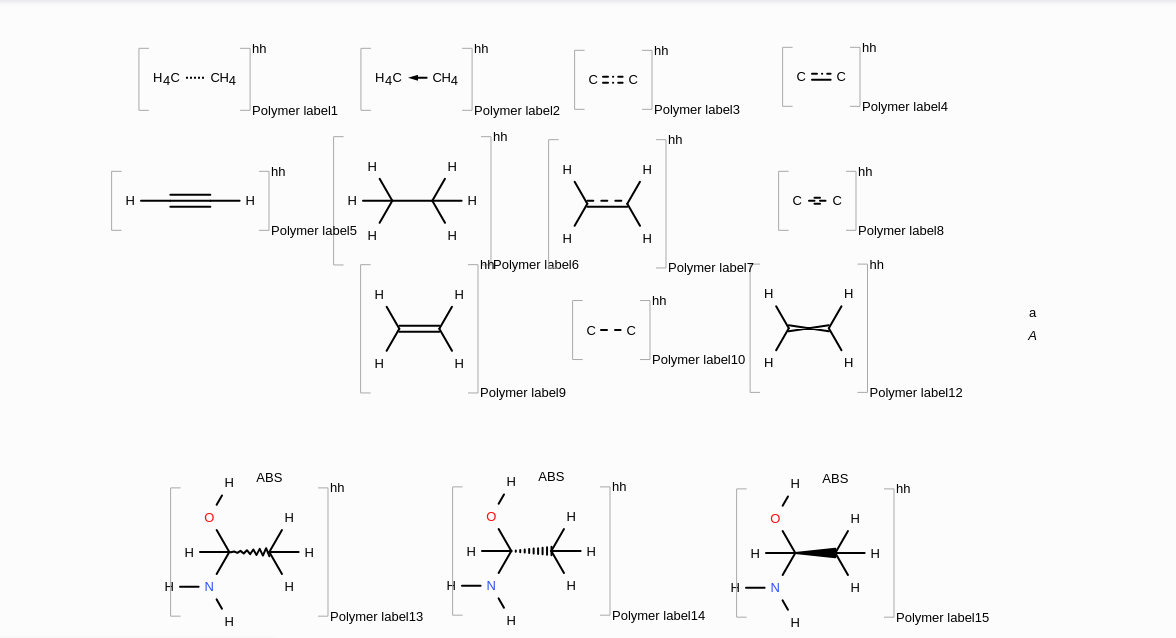 hh
H4C CH4
Polymer label1
hh
H4C CH4
Polymer label2
hh
C C
Polymer label3
hh
C C
Polymer label4
hh
H H
Polymer label5
hh
H H
H H
H H
Polymer label6
hh
H H
H H
Polymer label7
hh
C C
Polymer label8
hh
H H
H H
Polymer label9
hh
C C
Polymer label10
hh
H H
H H
Polymer label12
a
A
ABS
H
hh
O H
H H
H N H
H
Polymer label13
ABS
H
hh
O H
H H
H N H
H
Polymer label14
ABS
H
hh
O H
H H
H N H
H
Polymer label15